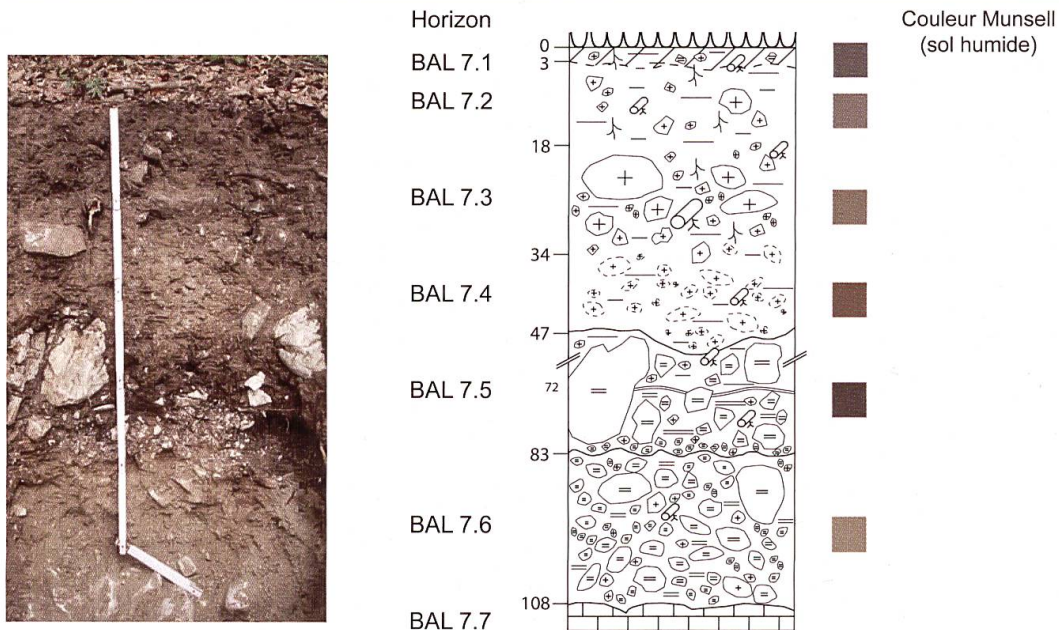 Horizon
Couleur Munsell
(sol humide)
0
BAL 7.1
3
BAL 7.2
18
BAL 7.3
34
BAL 7.4
47
BAL 7.5
72
83
BAL 7.6
108
BAL 7.7